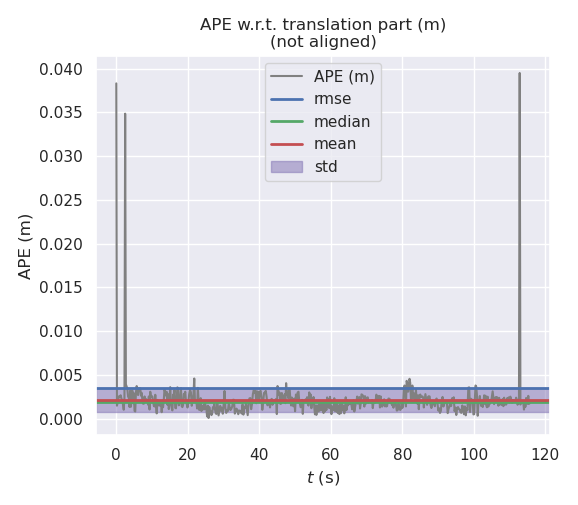 APE w.r.t. translation part (m)
(not aligned)
APE (m)
rmse
median
mean
std
0.040
0.035
0.030
0.025
0.020
0.015
0.010
0.005
0.000
APE (m)
0 20 40 60 80 100 120
t (s)